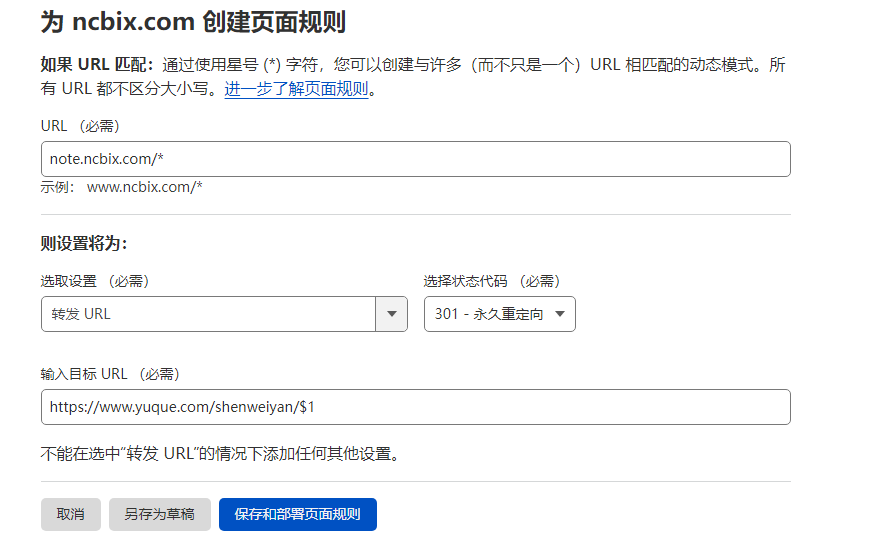 为 ncbix.com 创建页面规则
如果 URL 匹配：通过使用星号 (*) 字符，您可以创建与许多（而不只是一个）URL 相匹配的动态模式。所
有 URL 都不区分大小写。进一步了解页面规则。
URL （必需）
note.ncbix.com/*
示例： www.ncbix.com/*
则设置将为：
选取设置 （必需） 选择状态代码 （必需）
转发 URL 301 - 永久重定向
输入目标 URL （必需）
https://www.yuque.com/shenweiyan/$1
不能在选中“转发 URL”的情况下添加任何其他设置。
取消 另存为草稿 保存和部署页面规则